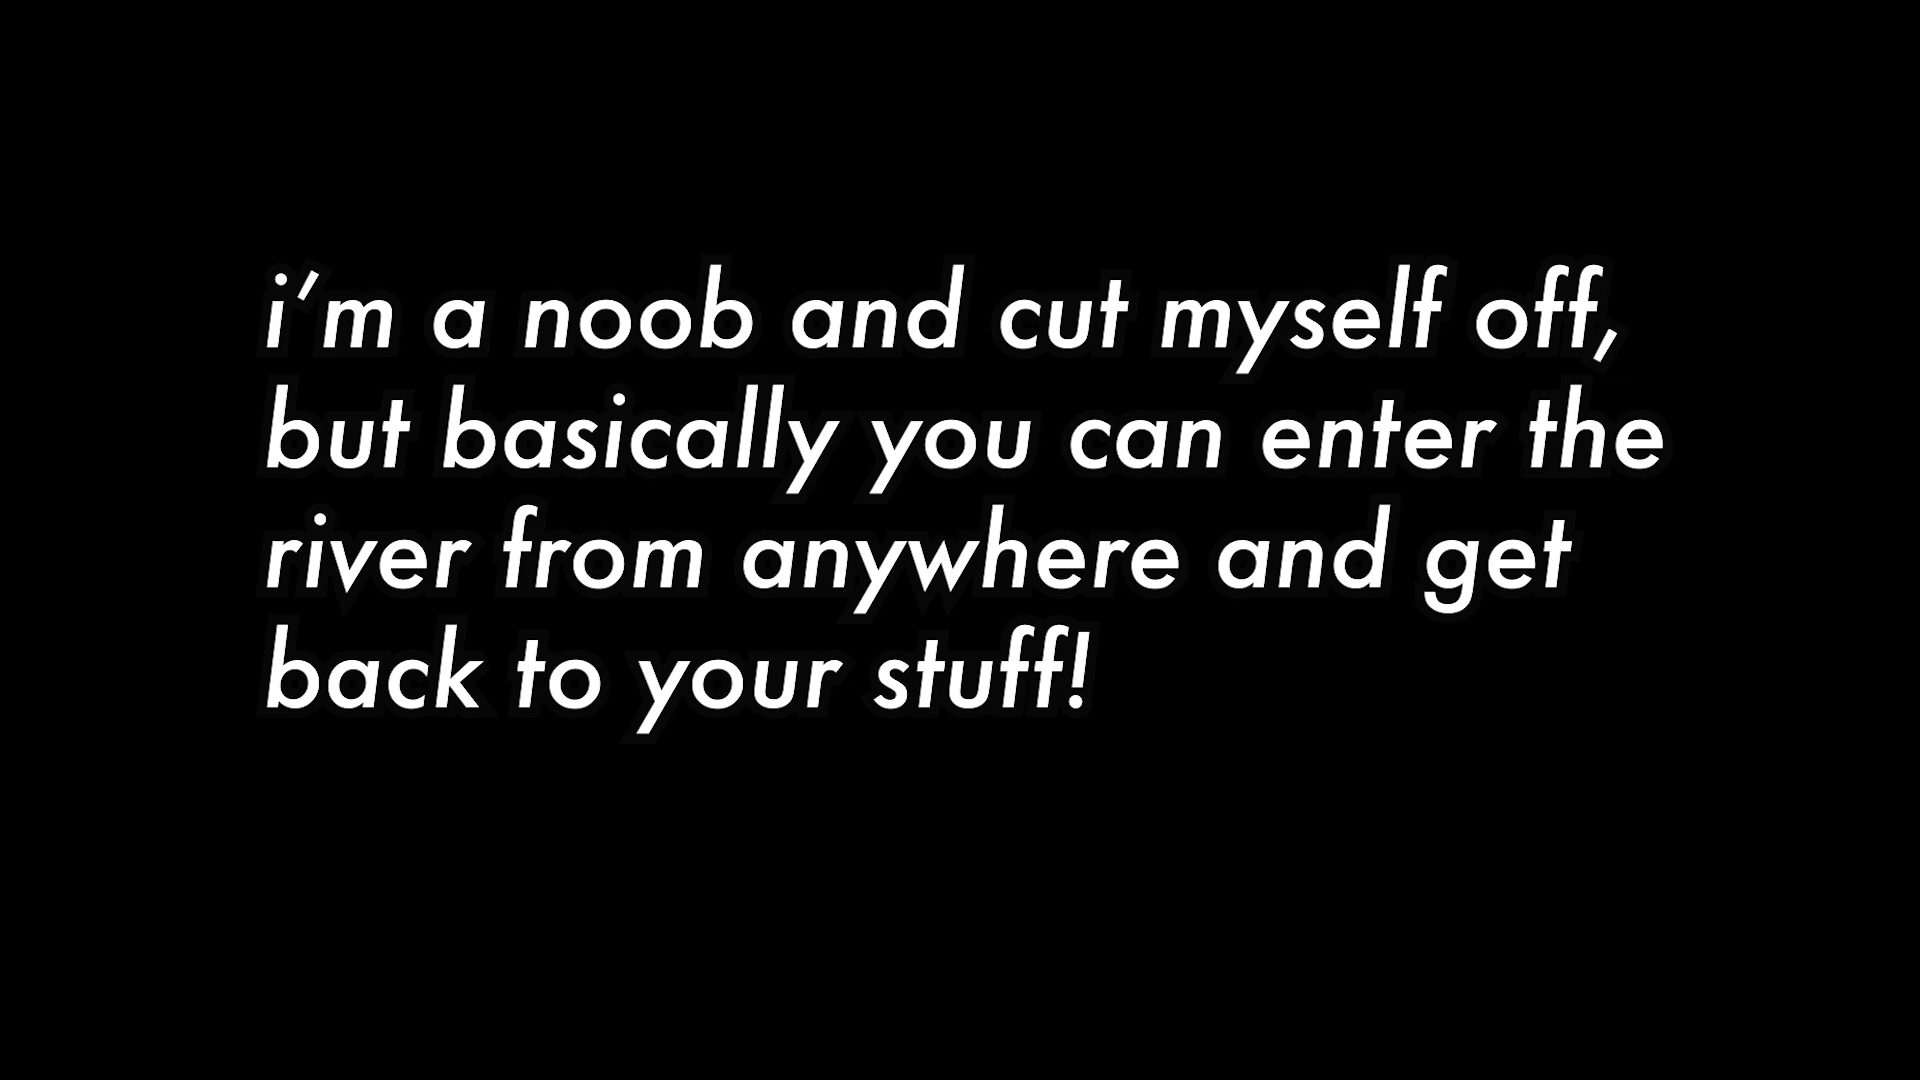 i’m a noob and cut myself off,
but basically you can enter the
river from anywhere and get
back to your stuff!